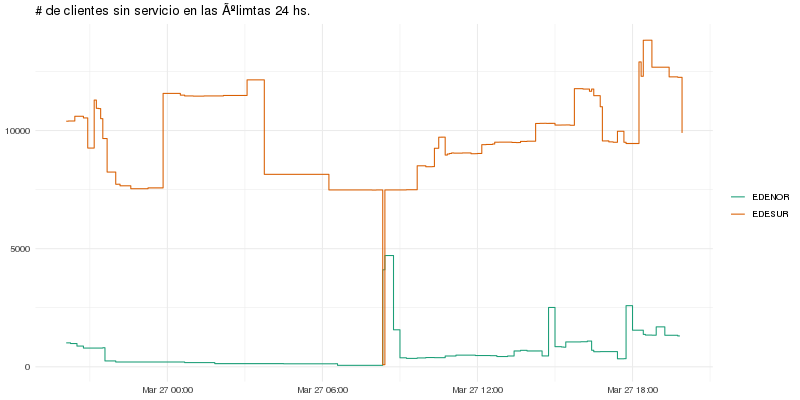 # de clientes sin servicio en las Ãºlimtas 24 hs.
10000
5000
0
Mar 27 00:00
Mar 27 06:00
Mar 27 12:00
Mar 27 18:00
EDENOR
EDESUR